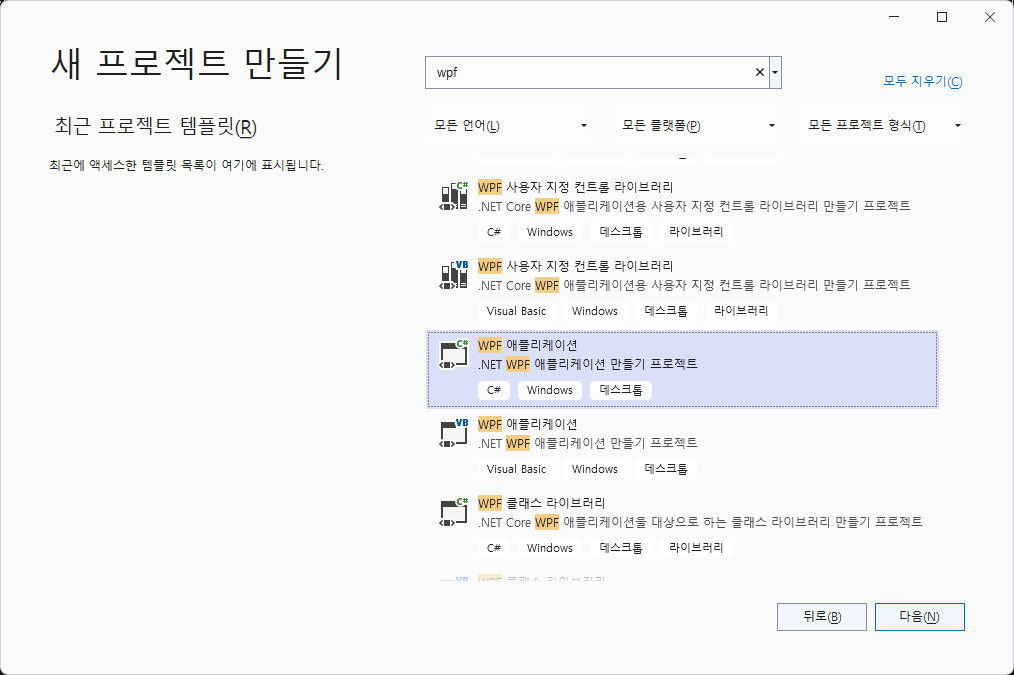 새 프로젝트 만들기
wpf
모두 지우기(C)
최근 프로젝트 템플릿(R)
최근에 액세스한 템플릿 목록이 여기에 표시됩니다.
모든 언어(L) 모든 플랫폼(P) 모든 프로젝트 형식(T)
C#
WPF 사용자 지정 컨트롤 라이브러리
.NET Core WPF 애플리케이션용 사용자 지정 컨트롤 라이브러리 만들기 프로젝트
C# Windows 데스크톱 라이브러리
VB
WPF 사용자 지정 컨트롤 라이브러리
.NET Core WPF 애플리케이션용 사용자 지정 컨트롤 라이브러리 만들기 프로젝트
Visual Basic Windows 데스크톱 라이브러리
C#
WPF 애플리케이션
.NET WPF 애플리케이션 만들기 프로젝트
C# Windows 데스크톱
VB
WPF 애플리케이션
.NET WPF 애플리케이션 만들기 프로젝트
Visual Basic Windows 데스크톱
C#
WPF 클래스 라이브러리
.NET Core WPF 애플리케이션을 대상으로 하는 클래스 라이브러리 만들기 프로젝트
C# Windows 데스크톱 라이브러리
뒤로(B) 다음(N)